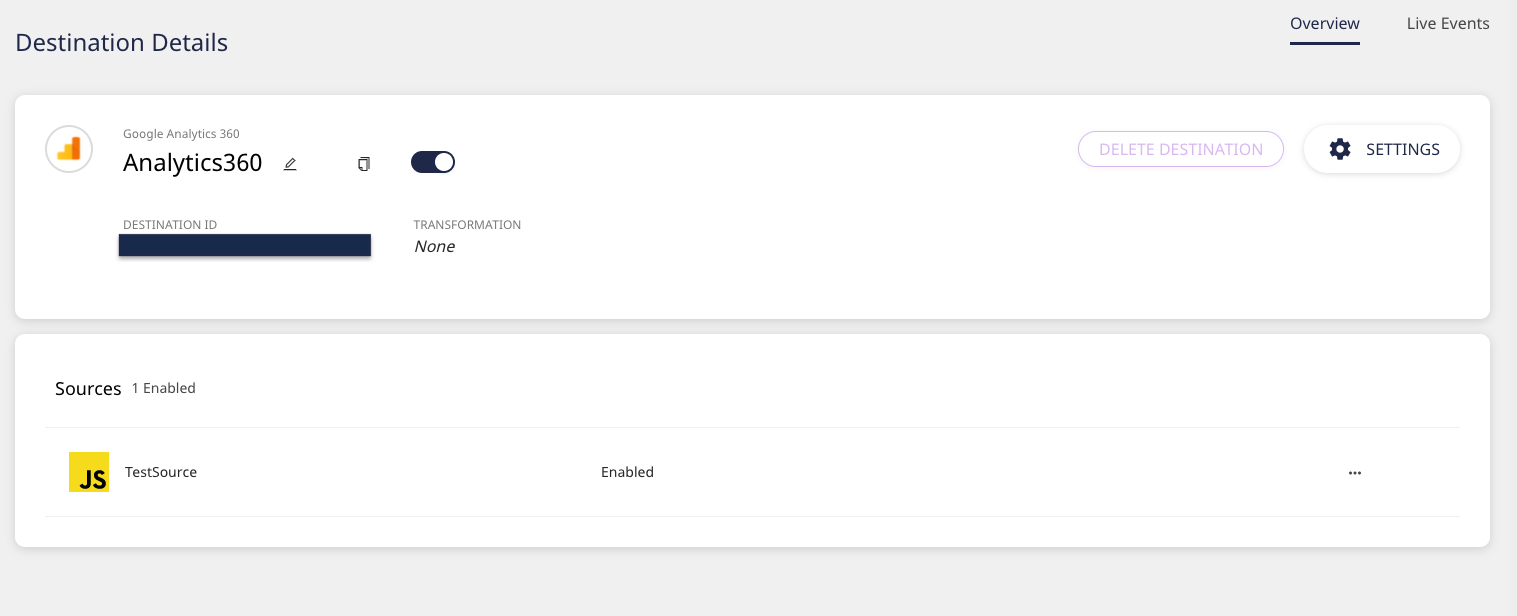 Destination Details
Overview
Live Events
Google Analytics 360
Analytics360
DELETE DESTINATION
SETTINGS
DESTINATION ID
TRANSFORMATION
None
Sources 1 Enabled
JS
TestSource
Enabled